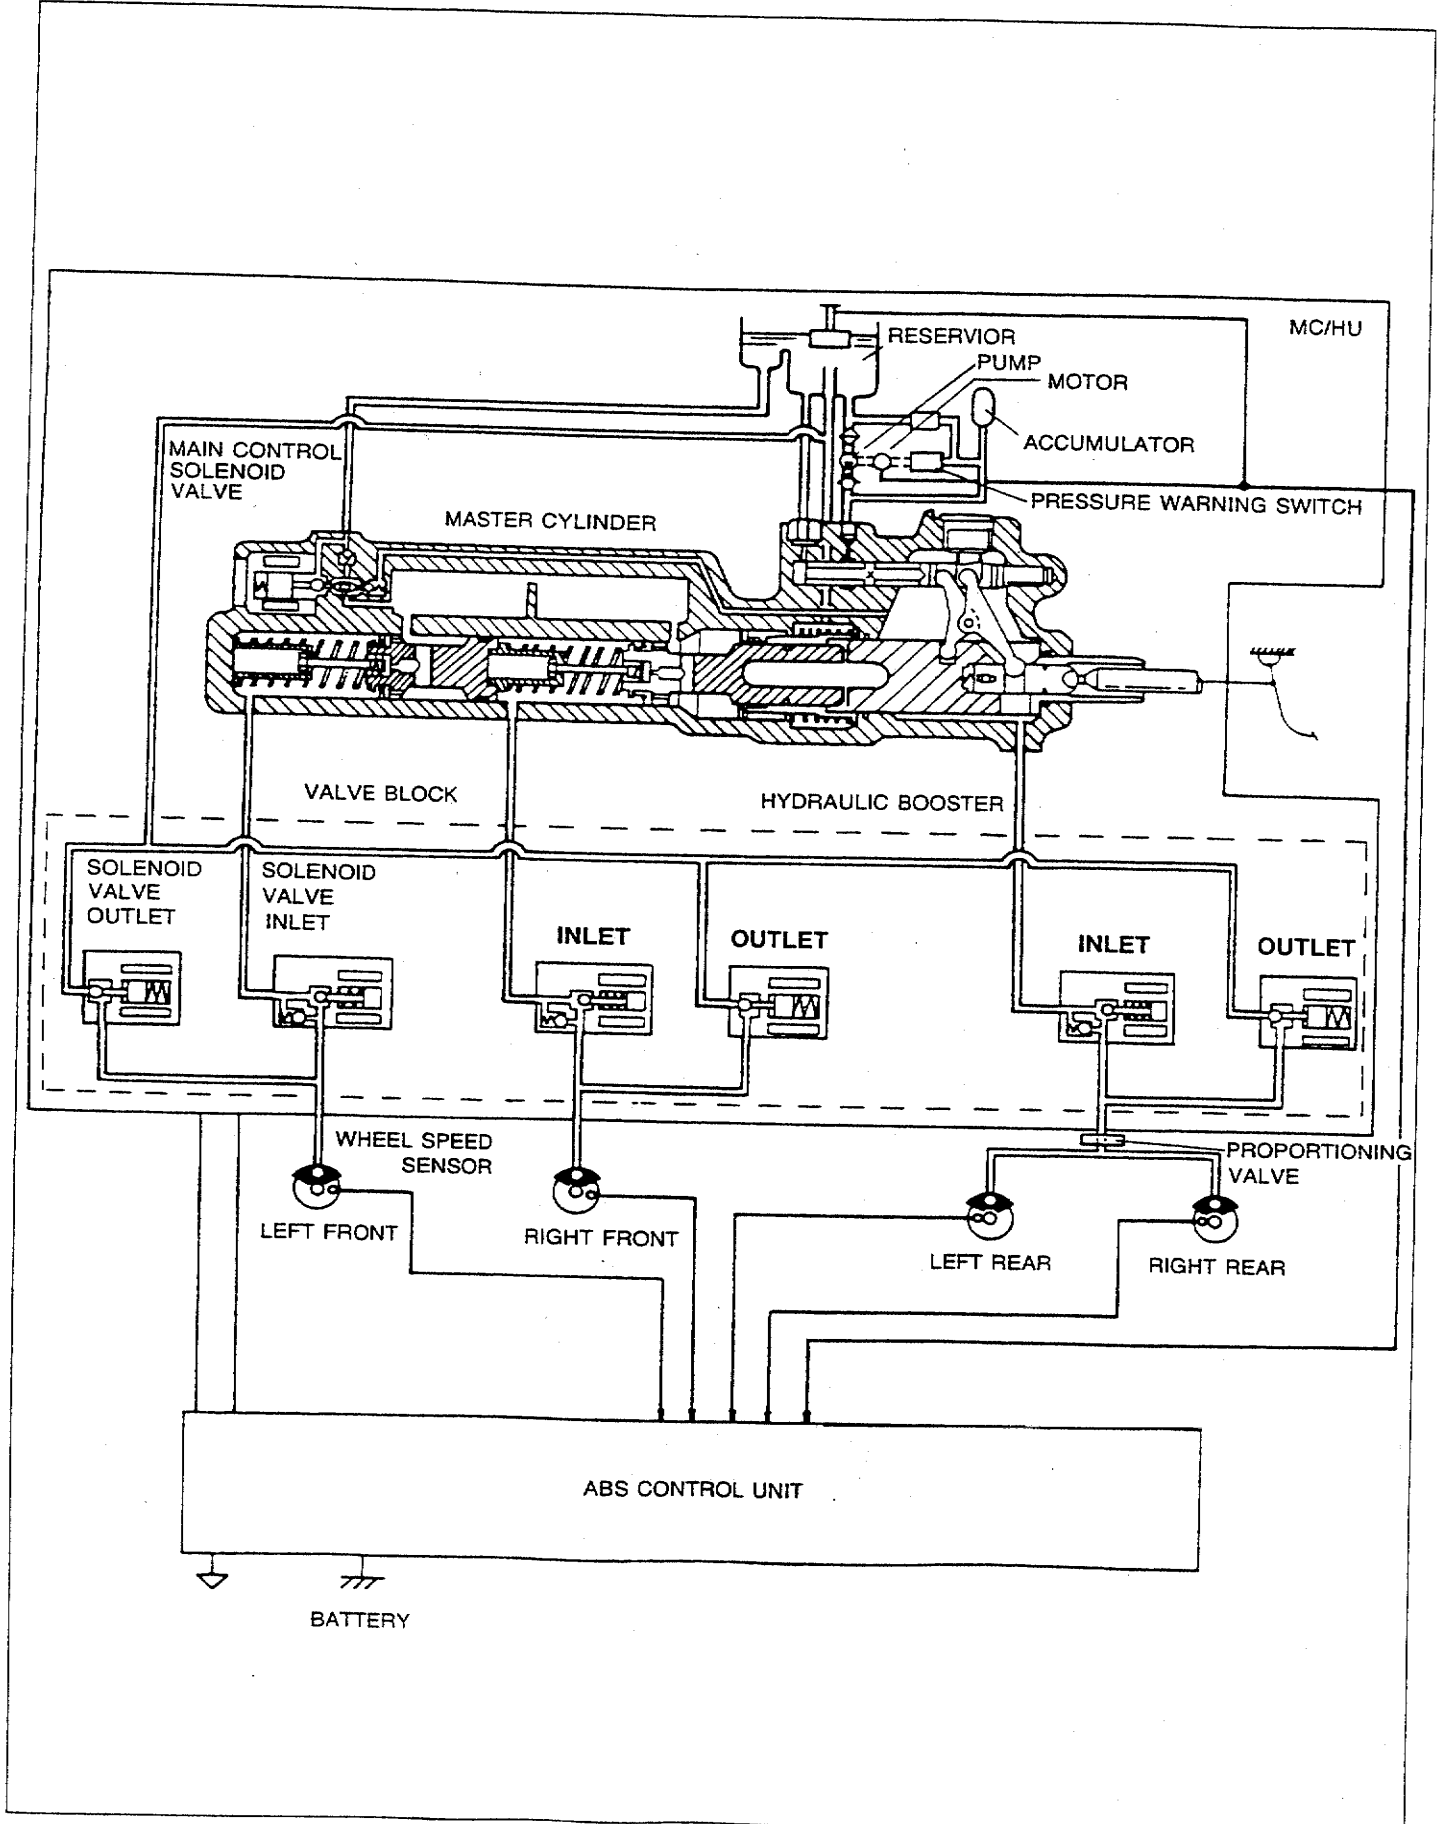 MC/HU
RESERVIOR
PUMP
MOTOR
ACCUMULATOR
PRESSURE WARNING SWITCH
MAIN CONTROL
SOLENOID
VALVE
MASTER CYLINDER
VALVE BLOCK
HYDRAULIC BOOSTER
SOLENOID
VALVE
OUTLET
SOLENOID
VALVE
INLET
INLET
OUTLET
INLET
OUTLET
WHEEL SPEED
SENSOR
PROPORTIONING
VALVE
LEFT FRONT
RIGHT FRONT
LEFT REAR
RIGHT REAR
ABS CONTROL UNIT
BATTERY